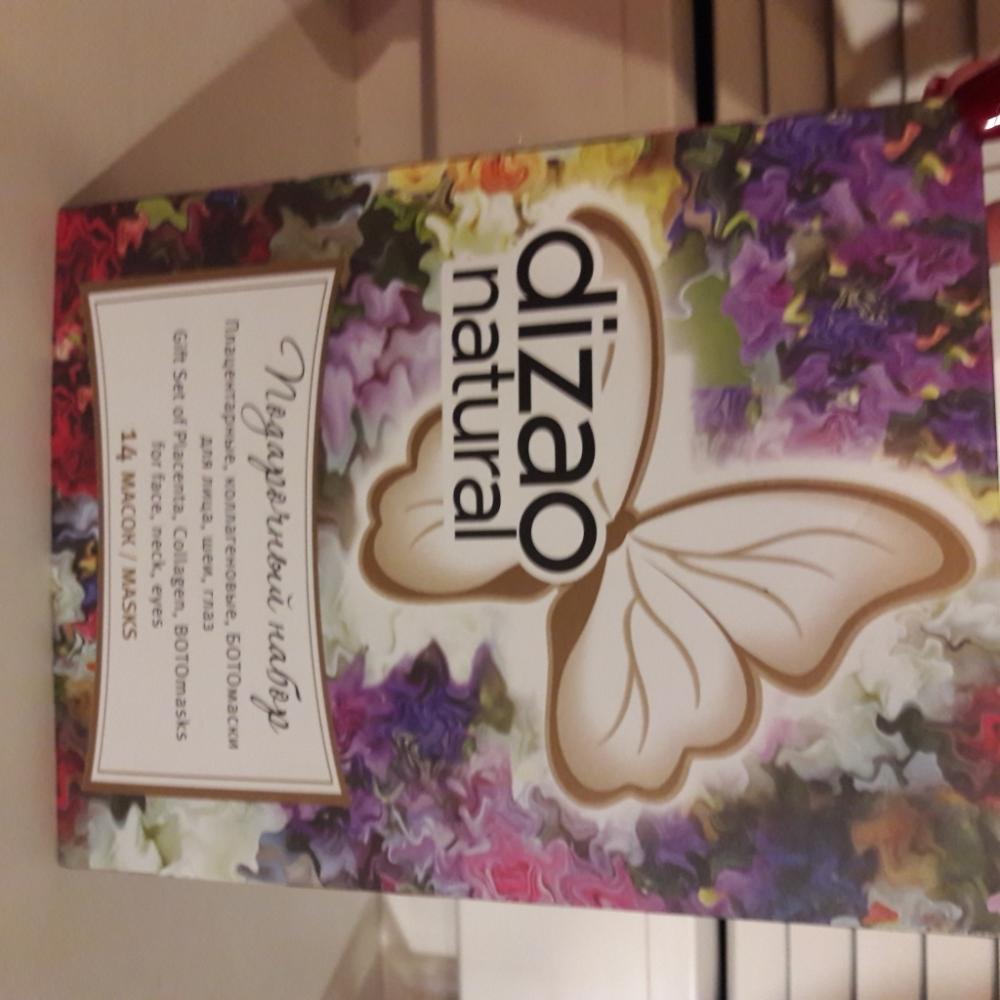 dizao
natural
Подарочный набор
Плацентарные, коллагеновые, БОТОмаски
для лица, шеи, глаз
Gift Set of Placenta, Collagen, BOTOmasks
for face, neck, eyes
14 МАСОК / MASKS